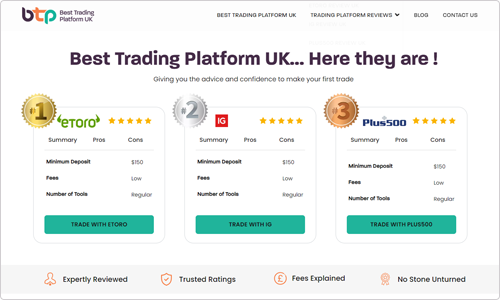 btp Best Trading Platform UK
BEST TRADING PLATFORM UK TRADING PLATFORM REVIEWS BLOG CONTACT US
Best Trading Platform UK... Here they are !
Giving you the advice and confidence to make your first trade
#1 eTORO
Summary Pros Cons
Minimum Deposit $150
Fees Low
Number of Tools Regular
TRADE WITH ETORO
#2 IG
Summary Pros Cons
Minimum Deposit $150
Fees Low
Number of Tools Regular
TRADE WITH IG
#3 Plus500
Summary Pros Cons
Minimum Deposit $150
Fees Low
Number of Tools Regular
TRADE WITH PLUS500
Expertly Reviewed Trusted Ratings Fees Explained No Stone Unturned